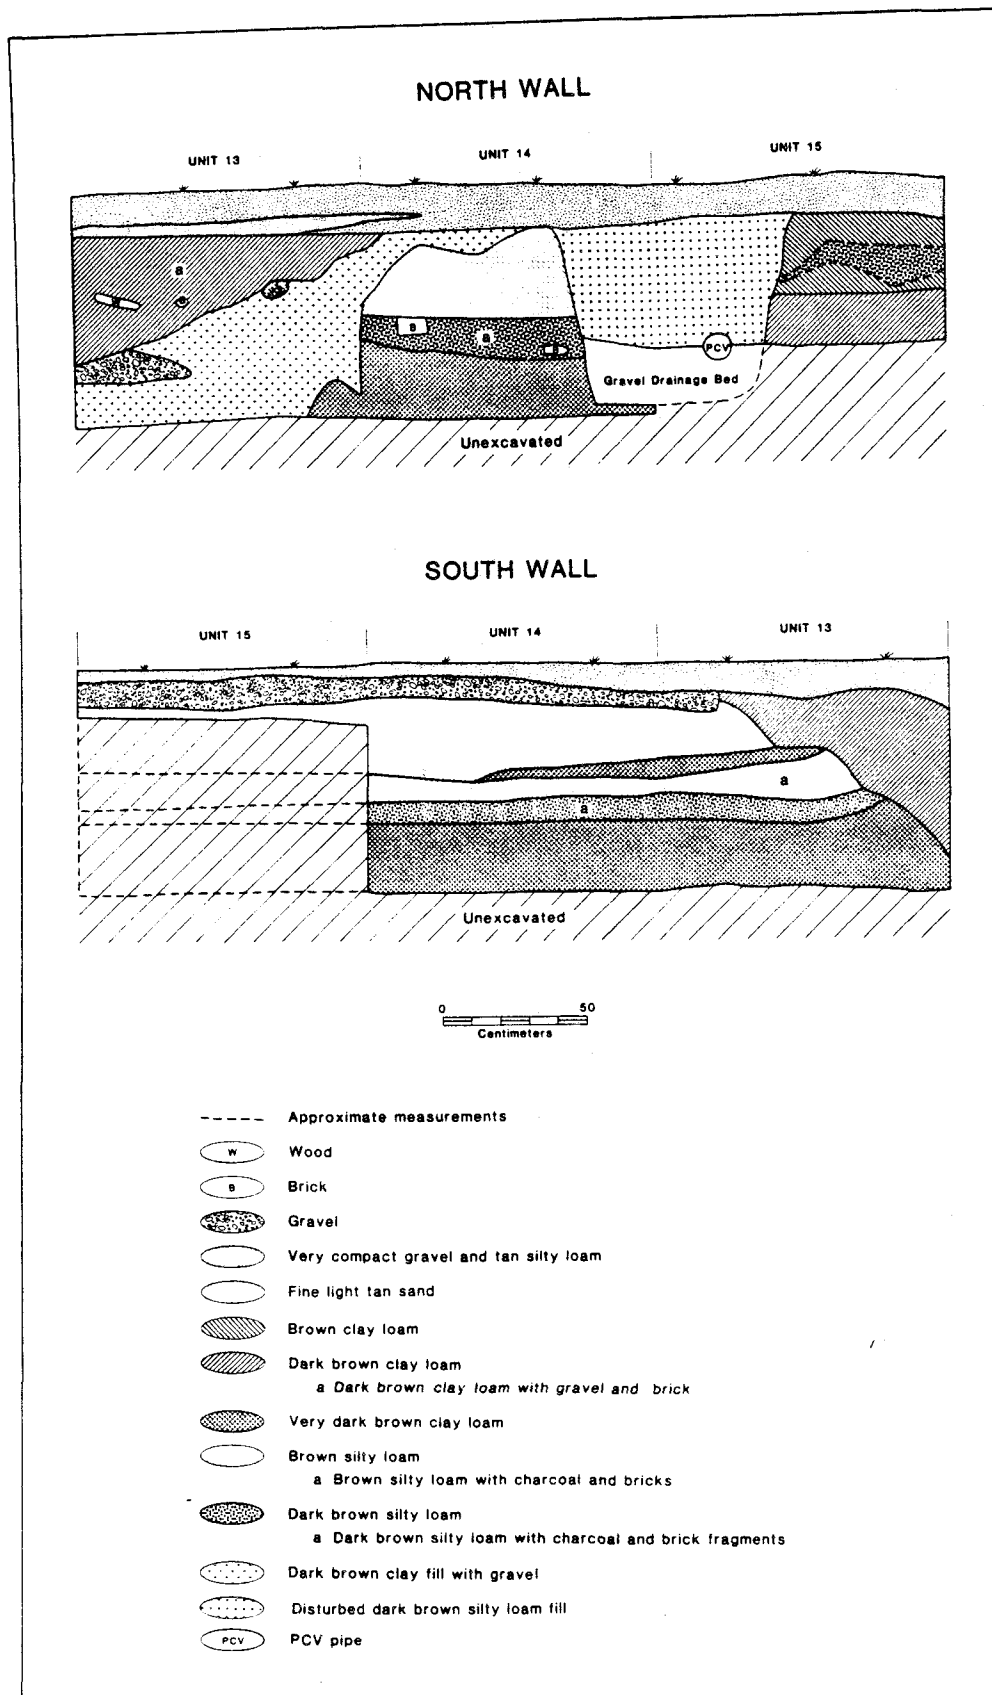 NORTH WALL
UNIT 13 UNIT 14 UNIT 15
a
B
B
a
PCV
Gravel Drainage Bed
Unexcavated
SOUTH WALL
UNIT 15 UNIT 14 UNIT 13
a
a
Unexcavated
0 50
Centimeters
Approximate measurements
W Wood
B Brick
Gravel
Very compact gravel and tan silty loam
Fine light tan sand
Brown clay loam
Dark brown clay loam
a Dark brown clay loam with gravel and brick
Very dark brown clay loam
Brown silty loam
a Brown silty loam with charcoal and bricks
Dark brown silty loam
a Dark brown silty loam with charcoal and brick fragments
Dark brown clay fill with gravel
Disturbed dark brown silty loam fill
PCV PCV pipe